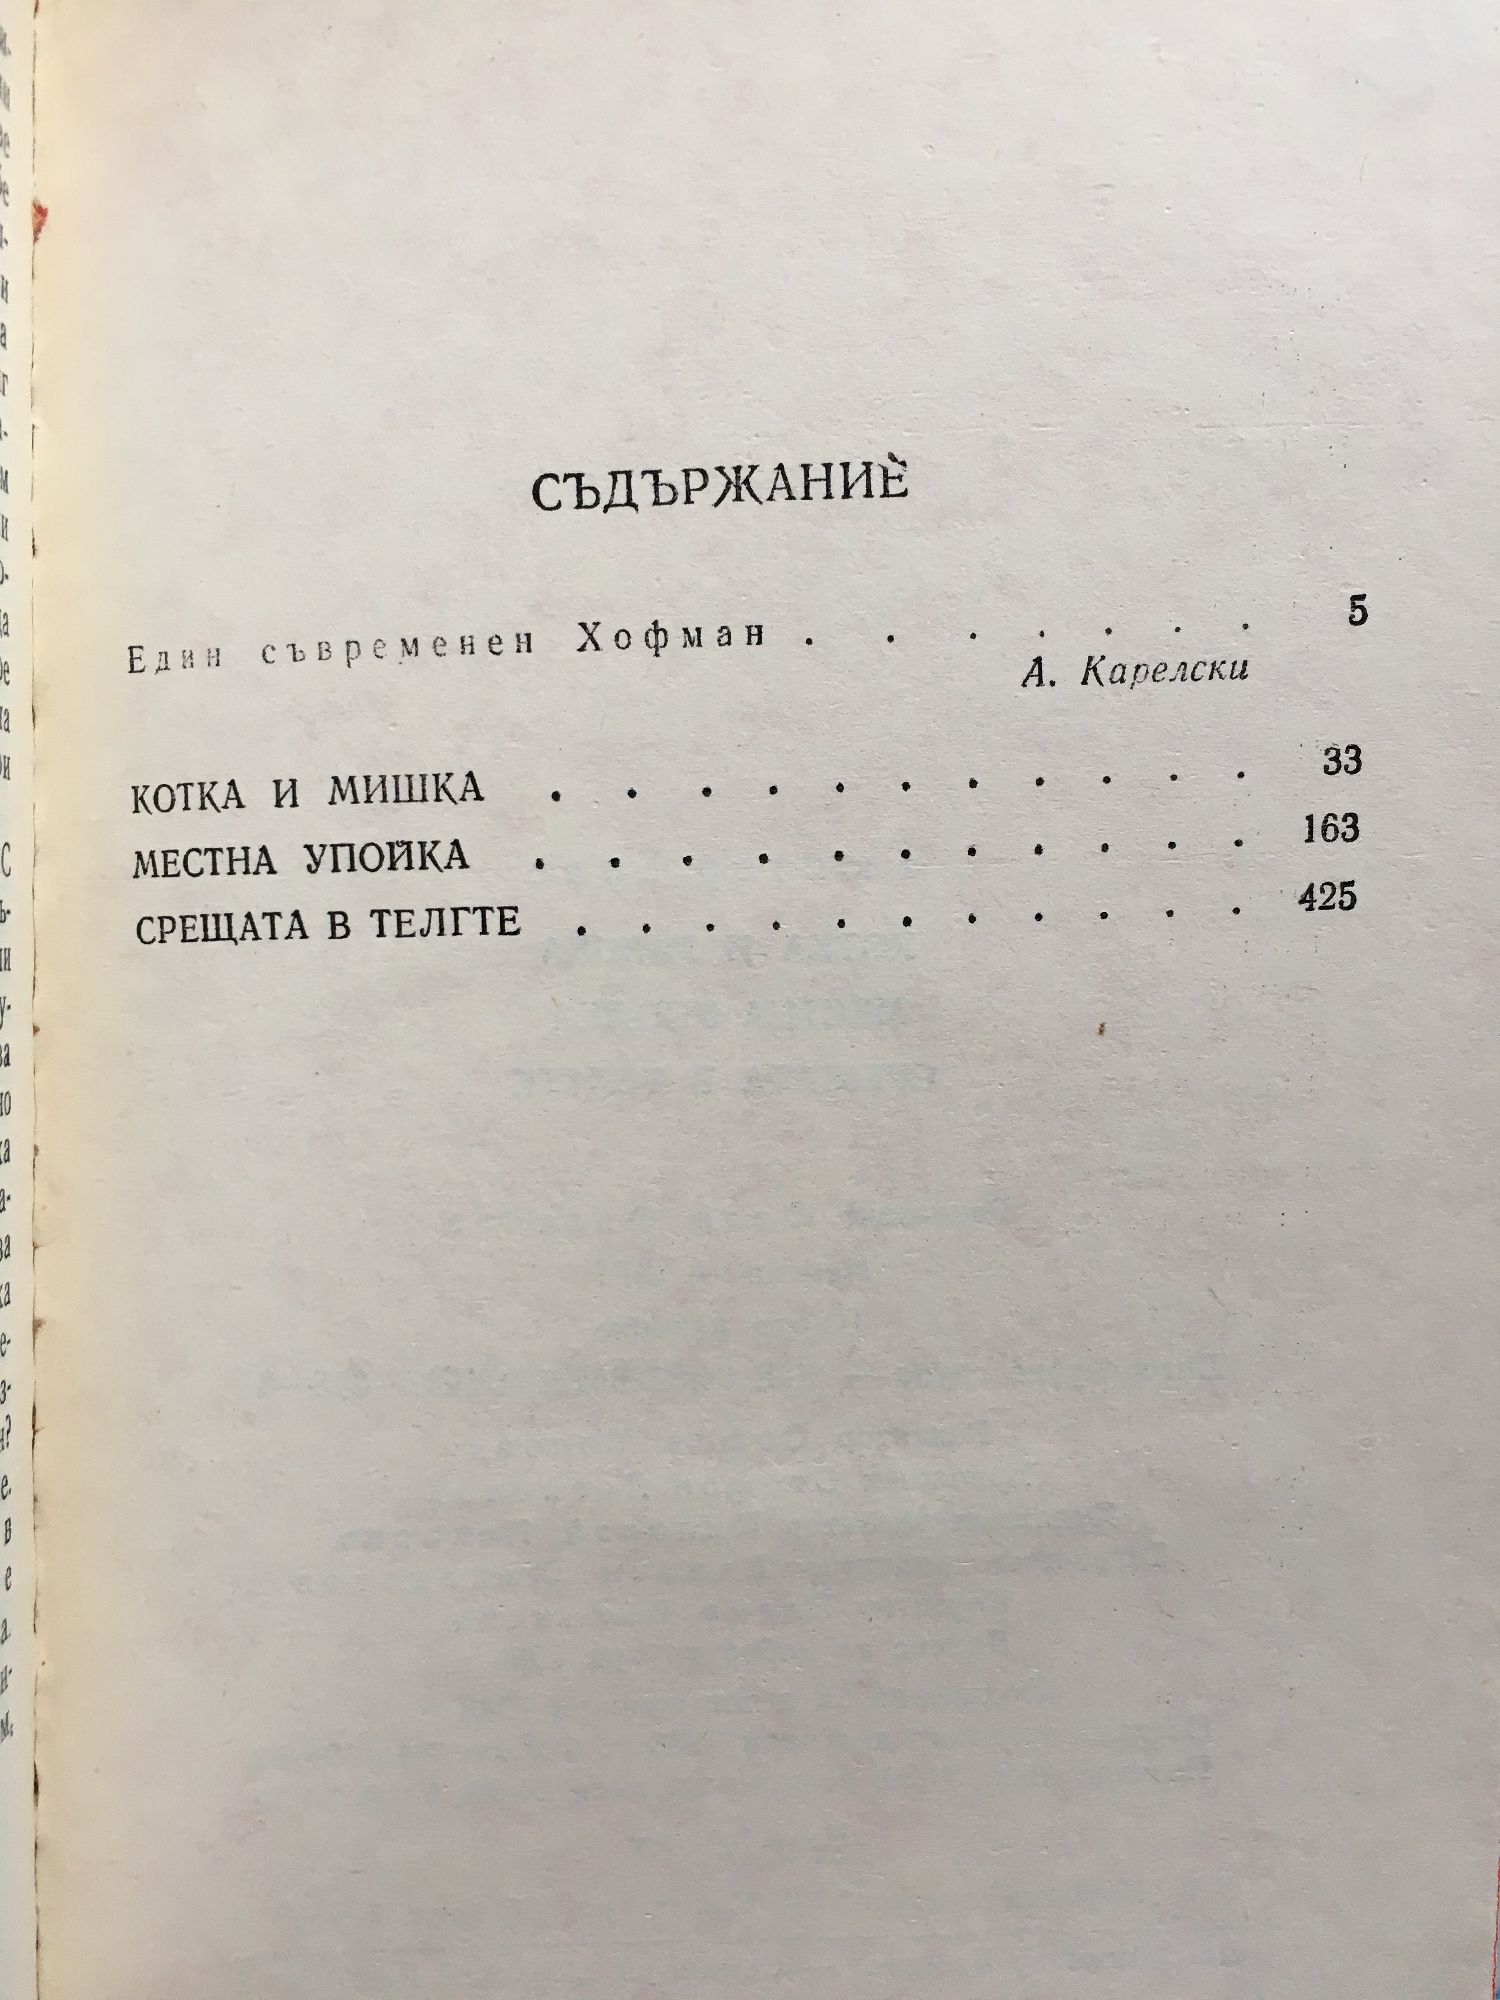 СЪДЪРЖАНИЕ
Един съвременен Хофман . . . . . . . 5
А. Карелски
КОТКА И МИШКА . . . . . . . . . . . 33
МЕСТНА УПОЙКА . . . . . . . . . . . 163
СРЕЩАТА В ТЕЛГТЕ . . . . . . . . . . . 425